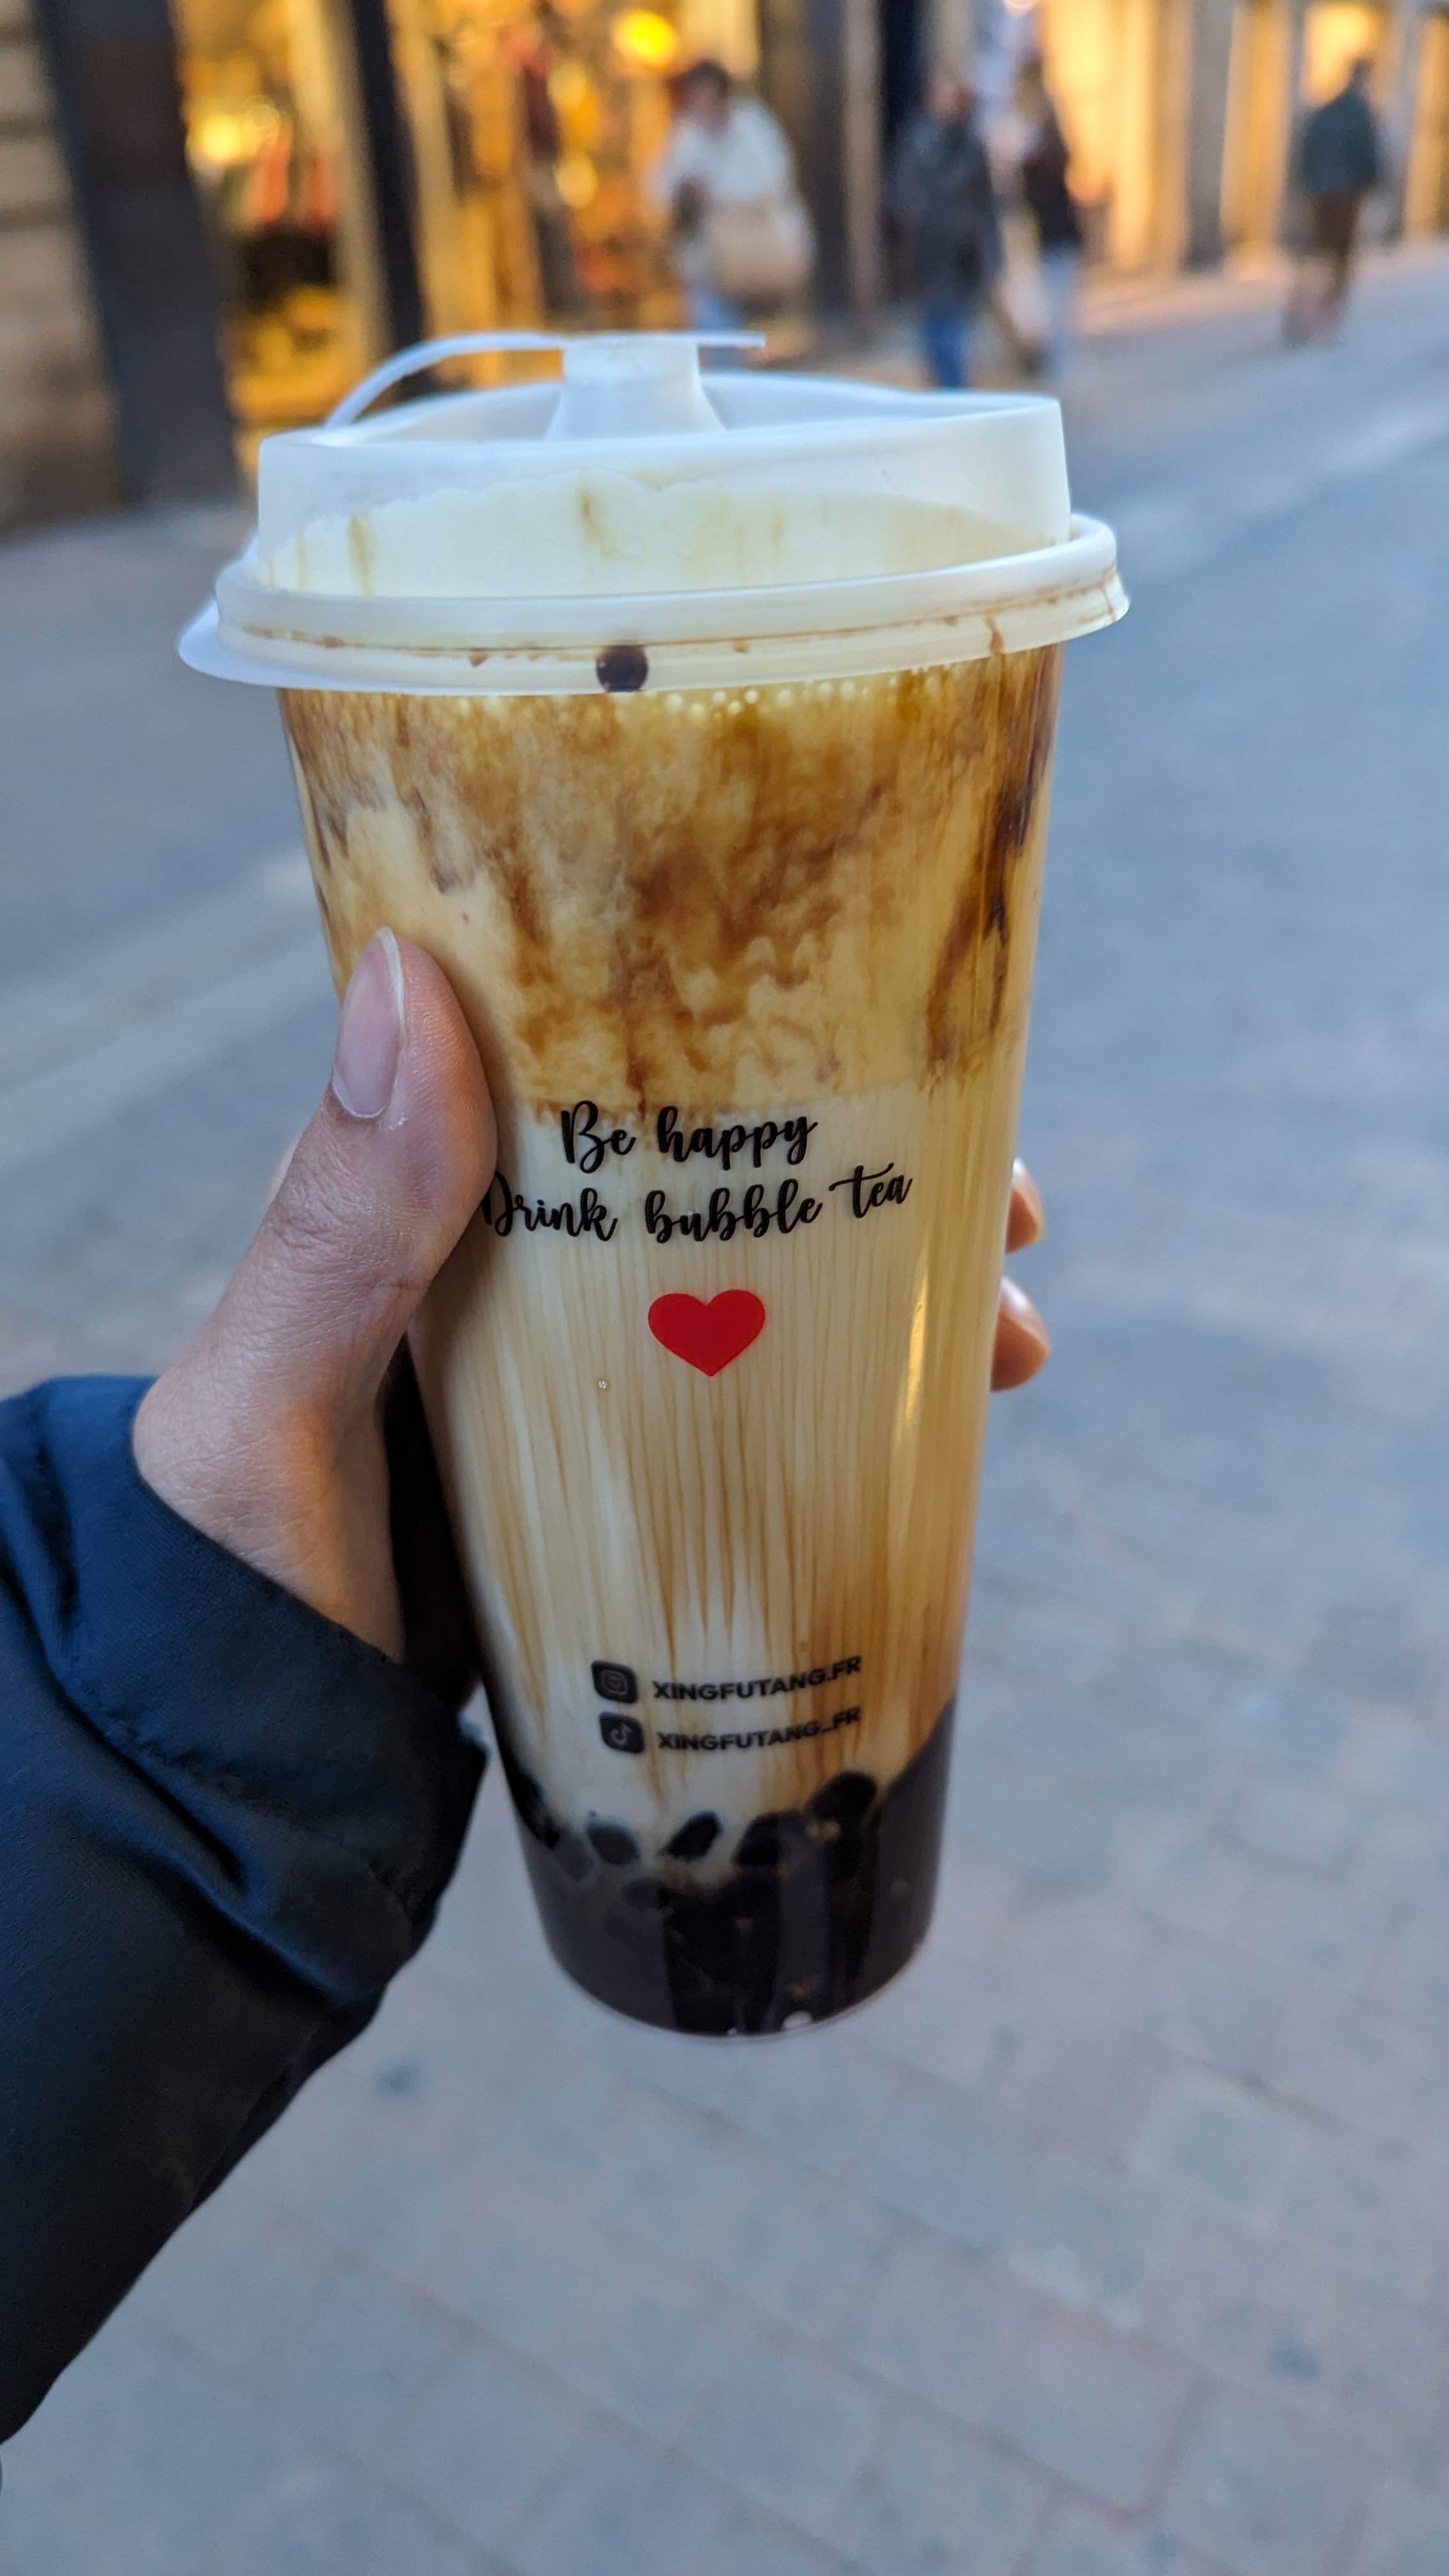 Be happy
Drink bubble tea
XINGFUTANG.FR
XINGFUTANG_FR